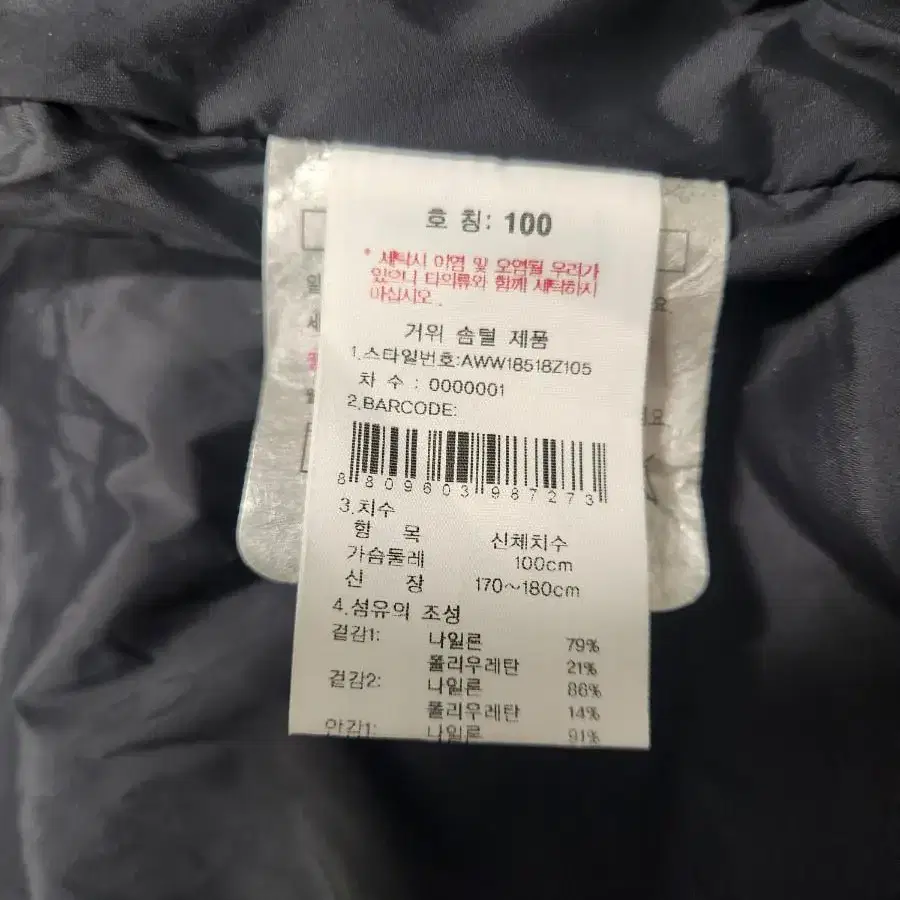 호 칭: 100
* 세탁시 이염 및 오염될 우려가
있으니 타의류와 함께 세탁하지
마십시오.
거위 솜털 제품
1.스타일번호:AWW18518Z105
차 수 : 0000001
2.BARCODE:
8 809603 987273
3.치수
항 목 신체치수
가슴둘레 100cm
신 장 170~180cm
4.섬유의 조성
겉감1: 나일론 79%
폴리우레탄 21%
겉감2: 나일론 86%
폴리우레탄 14%
안감1: 나일론 91%